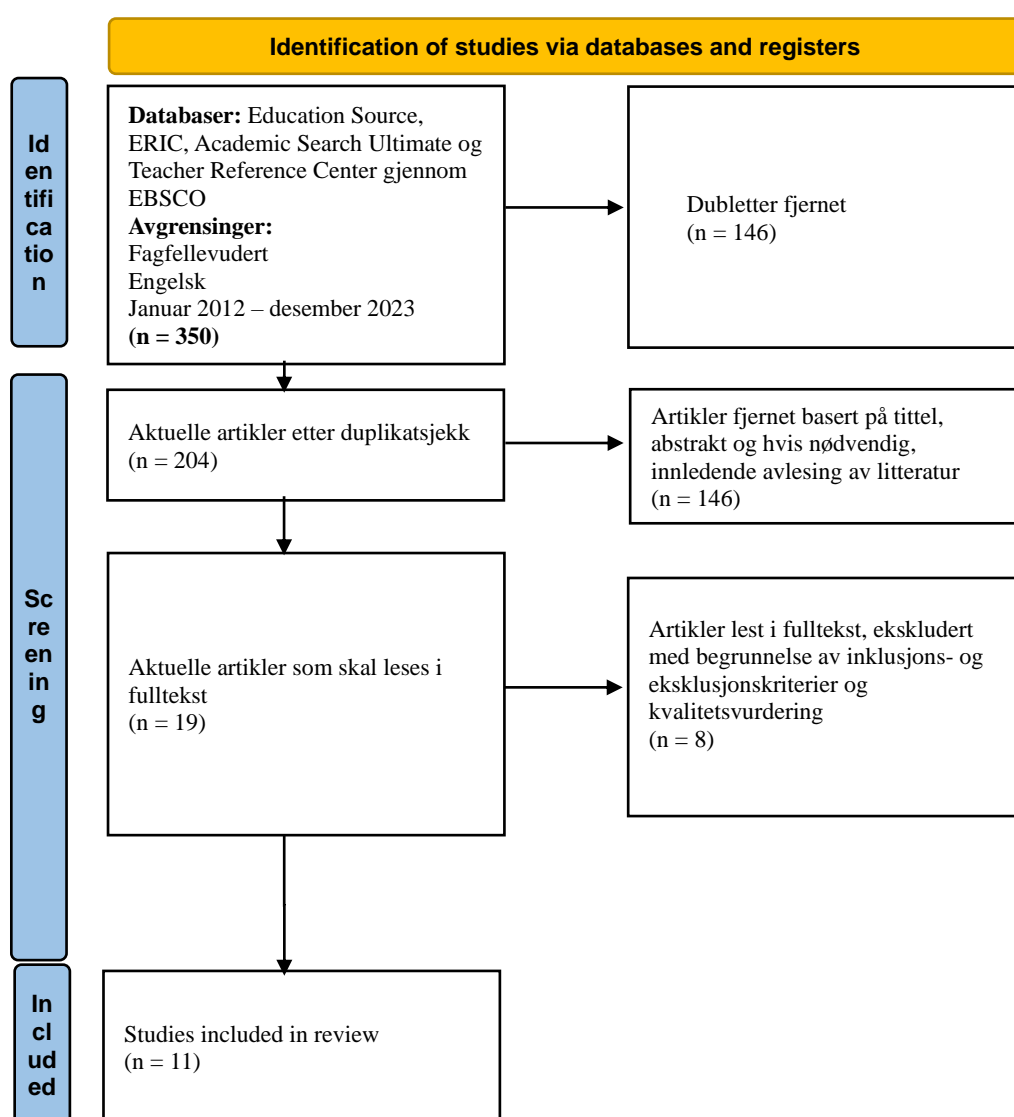 Identification of studies via databases and registers
Id
en
tifi
ca
tio
n
Databaser: Education Source,
ERIC, Academic Search Ultimate og
Teacher Reference Center gjennom
EBSCO
Avgrensinger:
Fagfellevudert
Engelsk
Januar 2012 – desember 2023
(n = 350)
Dubletter fjernet
(n = 146)
Sc
re
en
in
g
Aktuelle artikler etter duplikatsjekk
(n = 204)
Artikler fjernet basert på tittel,
abstrakt og hvis nødvendig,
innledende avlesing av litteratur
(n = 146)
Aktuelle artikler som skal leses i
fulltekst
(n = 19)
Artikler lest i fulltekst, ekskludert
med begrunnelse av inklusjons- og
eksklusjonskriterier og
kvalitetsvurdering
(n = 8)
In
cl
ud
ed
Studies included in review
(n = 11)